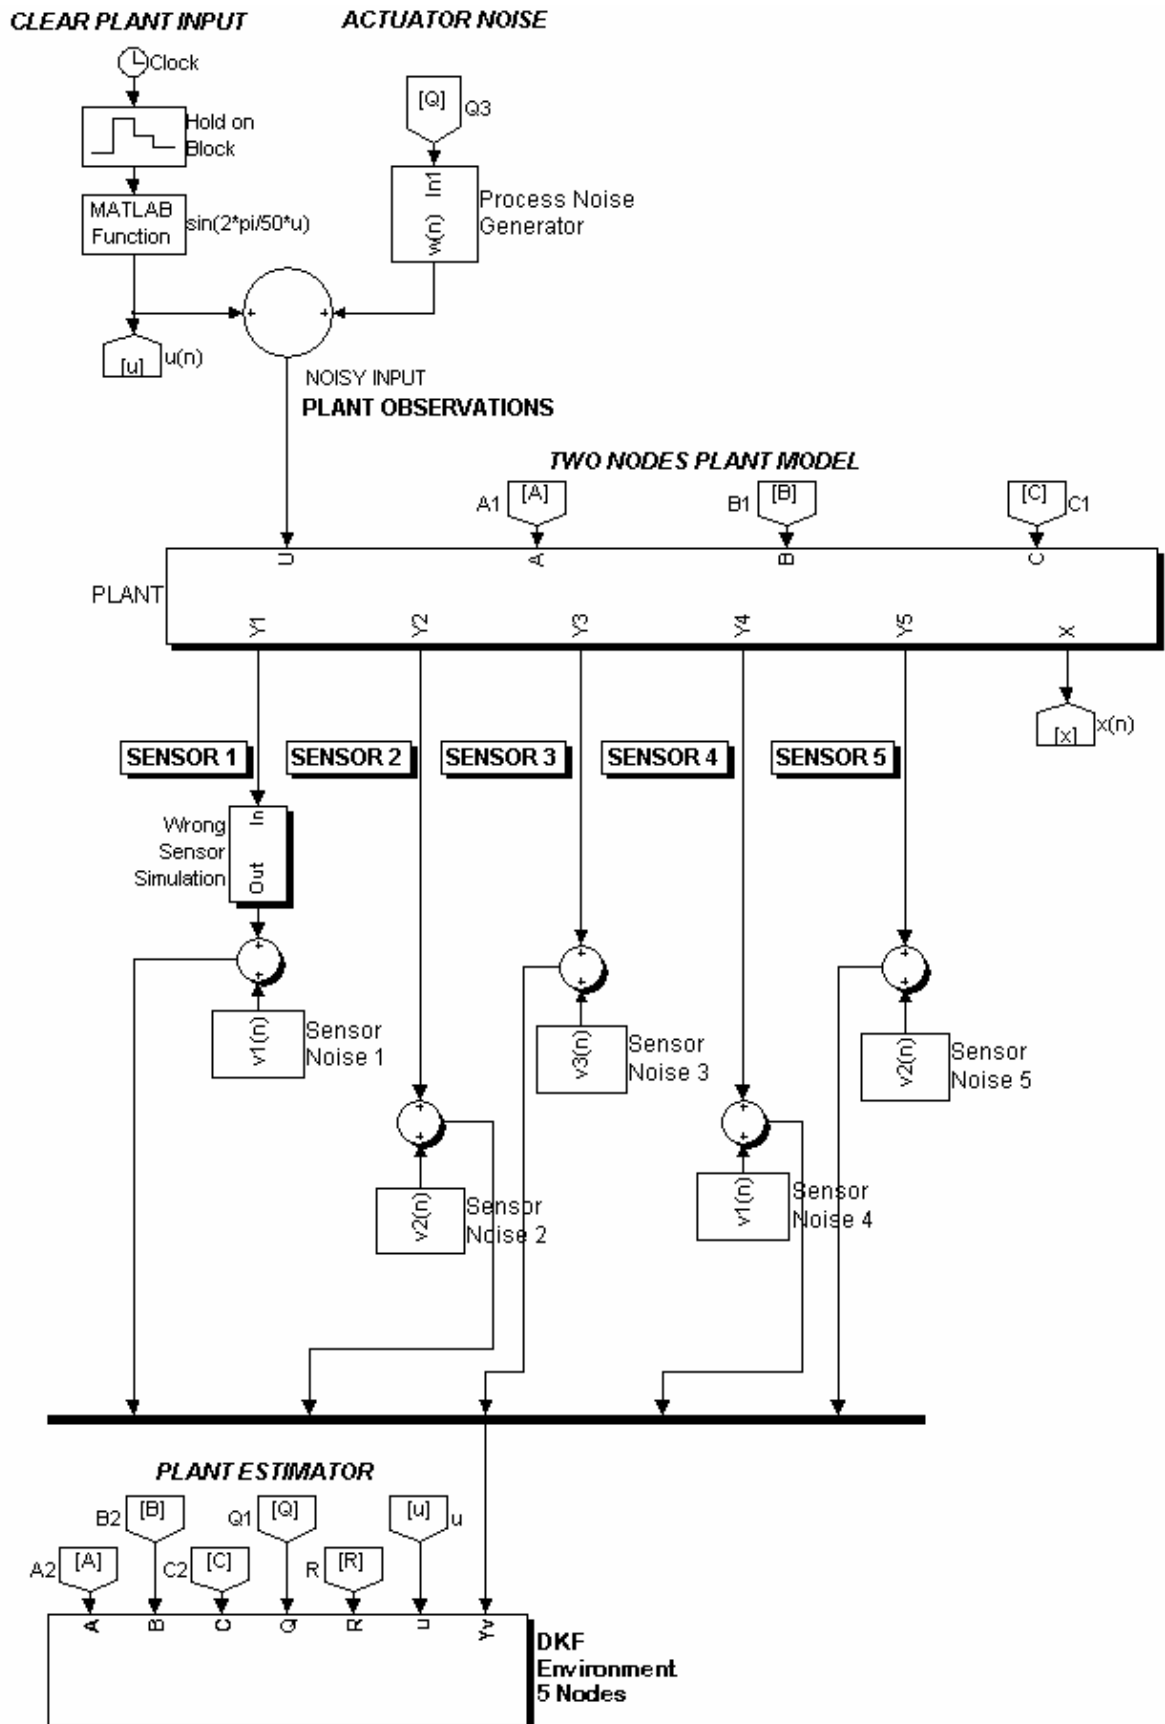 CLEAR PLANT INPUT
ACTUATOR NOISE
Clock
[Q]
Q3
Hold on
Block
In1
w(n)
Process Noise
Generator
MATLAB
Function
sin(2*pi/50*u)
+
+
[u]
u(n)
NOISY INPUT
PLANT OBSERVATIONS
TWO NODES PLANT MODEL
A1
[A]
B1
[B]
[C]
C1
PLANT
U
A
B
C
Y1
Y2
Y3
Y4
Y5
X
[x]
x(n)
SENSOR 1
SENSOR 2
SENSOR 3
SENSOR 4
SENSOR 5
Wrong
Sensor
Simulation
In
Out
+
+
+
+
+
+
v1(n)
Sensor
Noise 1
v3(n)
Sensor
Noise 3
v2(n)
Sensor
Noise 5
+
+
+
+
v2(n)
Sensor
Noise 2
v1(n)
Sensor
Noise 4
PLANT ESTIMATOR
B2
[B]
Q1
[Q]
[u]
u
A2
[A]
C2
[C]
R
[R]
A
B
C
Q
R
u
Yv
DKF
Environment
5 Nodes